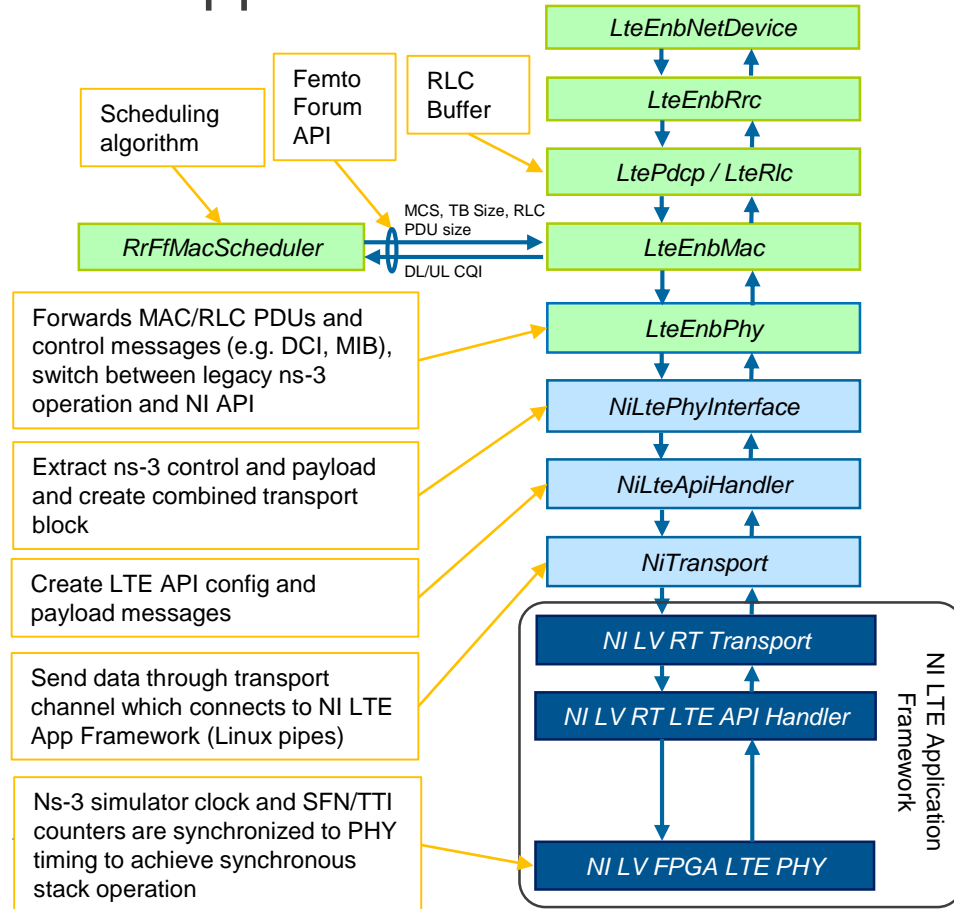 LteEnbNetDevice
Femto
Forum
API
RLC
Buffer
LteEnbRrc
Scheduling
algorithm
LtePdcp / LteRlc
MCS, TB Size, RLC
PDU size
RrFfMacScheduler
LteEnbMac
DL/UL CQI
Forwards MAC/RLC PDUs and
control messages (e.g. DCI, MIB),
switch between legacy ns-3
operation and NI API
LteEnbPhy
NiLtePhyInterface
Extract ns-3 control and payload
and create combined transport
block
NiLteApiHandler
NiTransport
Create LTE API config and
payload messages
NI LV RT Transport
Send data through transport
channel which connects to NI LTE
App Framework (Linux pipes)
NI LV RT LTE API Handler
NI LTE Application
Framework
Ns-3 simulator clock and SFN/TTI
counters are synchronized to PHY
timing to achieve synchronous
stack operation
NI LV FPGA LTE PHY